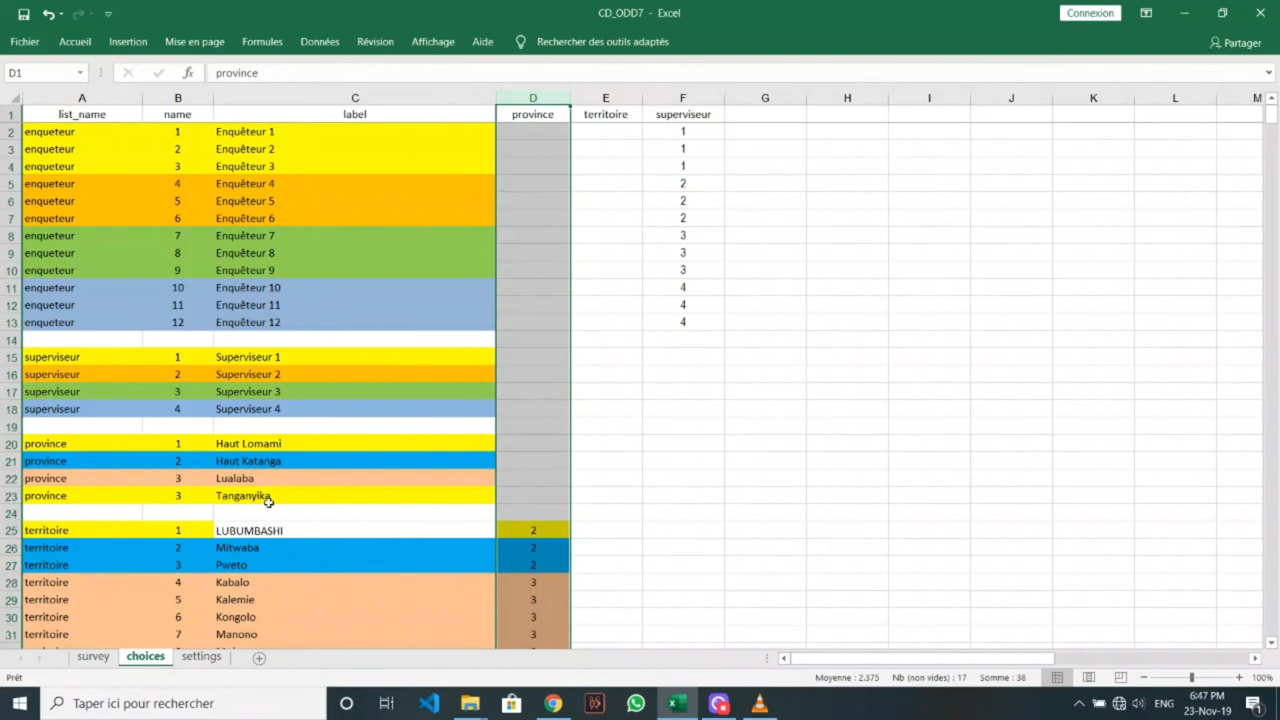 CD_ODD7 - Excel
Connexion
Fichier Accueil Insertion Mise en page Formules Données Révision Affichage Aide Rechercher des outils adaptés Partager
D1 fx province
A B C D E F G H I J K L M
1 list_name name label province territoire superviseur
2 enqueteur 1 Enquêteur 1 1
3 enqueteur 2 Enquêteur 2 1
4 enqueteur 3 Enquêteur 3 1
5 enqueteur 4 Enquêteur 4 2
6 enqueteur 5 Enquêteur 5 2
7 enqueteur 6 Enquêteur 6 2
8 enqueteur 7 Enquêteur 7 3
9 enqueteur 8 Enquêteur 8 3
10 enqueteur 9 Enquêteur 9 3
11 enqueteur 10 Enquêteur 10 4
12 enqueteur 11 Enquêteur 11 4
13 enqueteur 12 Enquêteur 12 4
14
15 superviseur 1 Superviseur 1
16 superviseur 2 Superviseur 2
17 superviseur 3 Superviseur 3
18 superviseur 4 Superviseur 4
19
20 province 1 Haut Lomami
21 province 2 Haut Katanga
22 province 3 Lualaba
23 province 3 Tanganyika
24
25 territoire 1 LUBUMBASHI 2
26 territoire 2 Mitwaba 2
27 territoire 3 Pweto 2
28 territoire 4 Kabalo 3
29 territoire 5 Kalemie 3
30 territoire 6 Kongolo 3
31 territoire 7 Manono 3
survey choices settings
Prêt Moyenne : 2.375 Nb (non vides) : 17 Somme : 38 100%
Taper ici pour rechercher
ENG
6:47 PM
23-Nov-19
1